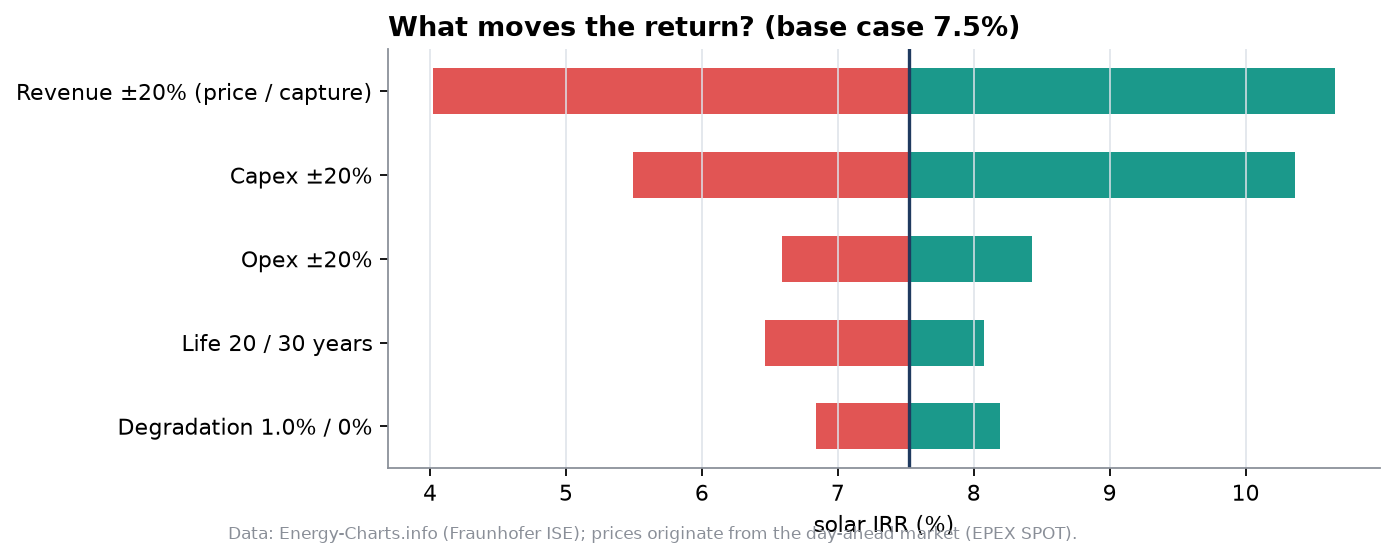 What moves the return? (base case 7.5%)
Revenue ±20% (price / capture)
Capex ±20%
Opex ±20%
Life 20 / 30 years
Degradation 1.0% / 0%
4 5 6 7 8 9 10
solar IRR (%)
Data: Energy-Charts.info (Fraunhofer ISE); prices originate from the day-ahead market (EPEX SPOT).